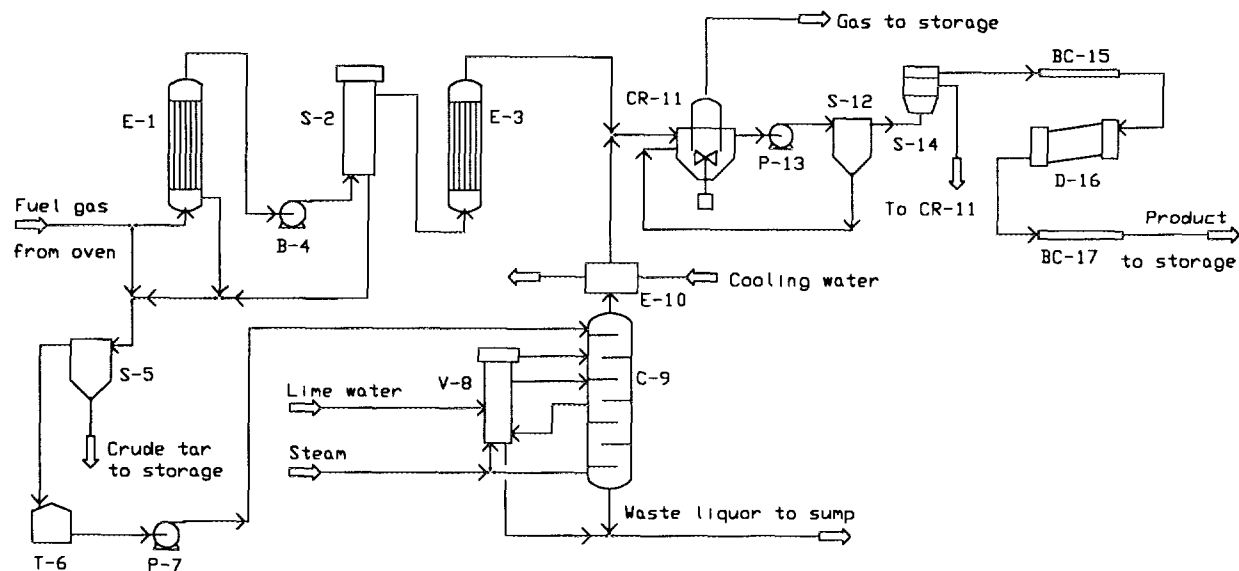 Gas to storage
BC-15
CR-11
S-12
S-14
P-13
D-16
To CR-11
Product
to storage
BC-17
E-1
S-2
E-3
Fuel gas
from oven
B-4
Cooling water
E-10
S-5
V-8
C-9
Lime water
Crude tar
to storage
Steam
Waste liquor to sump
T-6
P-7